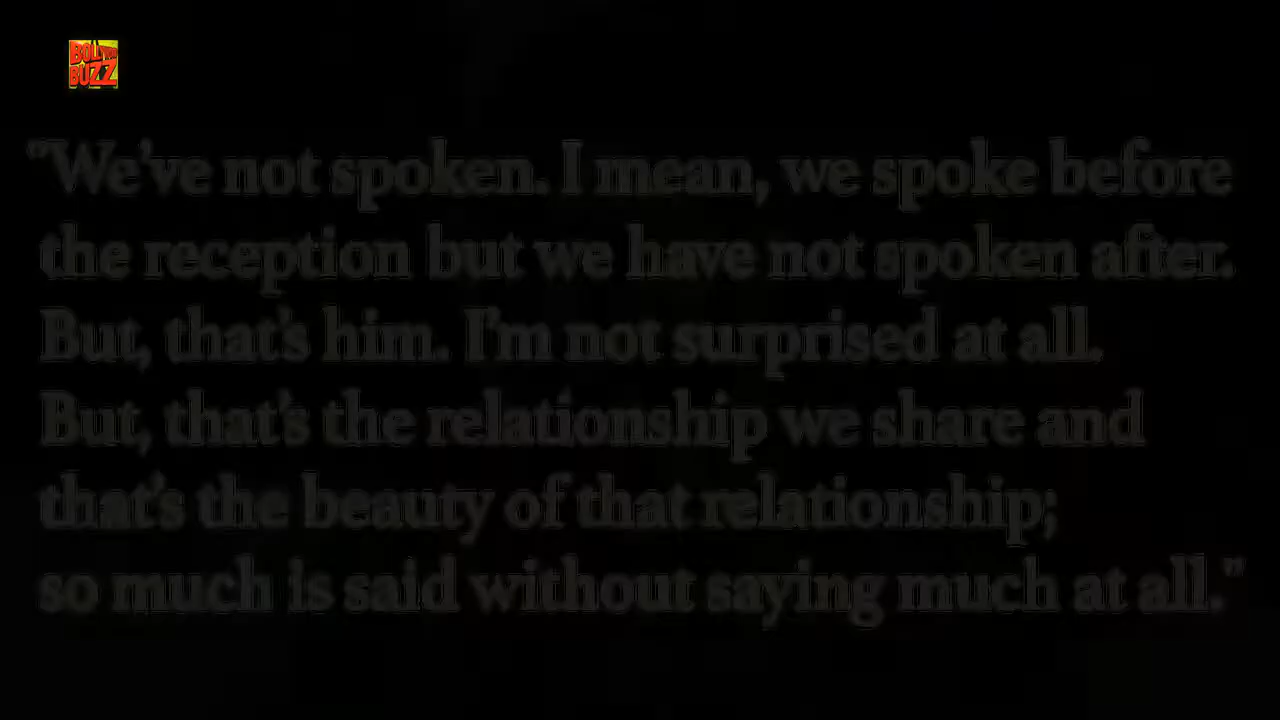 BOLLYWOOD
BUZZ
"We've not spoken. I mean, we spoke before
the reception but we have not spoken after.
But, that's him. I'm not surprised at all.
But, that's the relationship we share and
that's the beauty of that relationship;
so much is said without saying much at all."